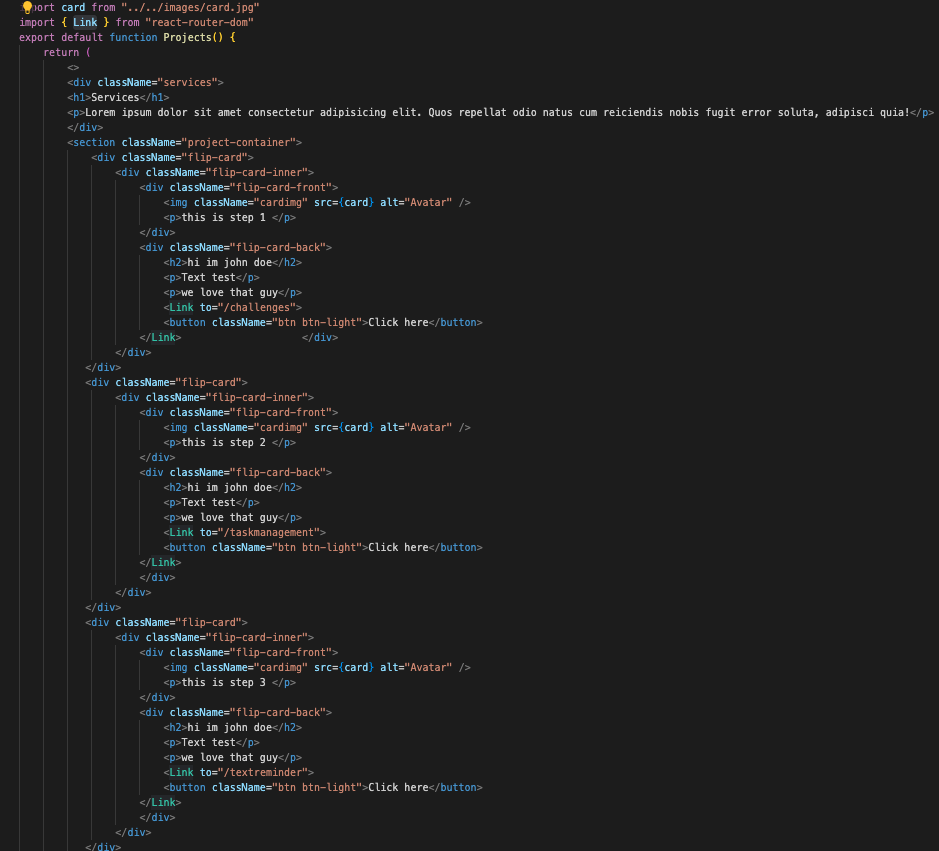 import card from "../../images/card.jpg"
import { Link } from "react-router-dom"
export default function Projects() {
return (
<>
<div className="services">
<h1>Services</h1>
<p>Lorem ipsum dolor sit amet consectetur adipisicing elit. Quos repellat odio natus cum reiciendis nobis fugit error soluta, adipisci quia!</p>
</div>
<section className="project-container">
<div className="flip-card">
<div className="flip-card-inner">
<div className="flip-card-front">
<img className="cardimg" src={card} alt="Avatar" />
<p>this is step 1 </p>
</div>
<div className="flip-card-back">
<h2>hi im john doe</h2>
<p>Text test</p>
<p>we love that guy</p>
<Link to="/challenges">
<button className="btn btn-light">Click here</button>
</Link> </div>
</div>
</div>
<div className="flip-card">
<div className="flip-card-inner">
<div className="flip-card-front">
<img className="cardimg" src={card} alt="Avatar" />
<p>this is step 2 </p>
</div>
<div className="flip-card-back">
<h2>hi im john doe</h2>
<p>Text test</p>
<p>we love that guy</p>
<Link to="/taskmanagement">
<button className="btn btn-light">Click here</button>
</Link>
</div>
</div>
</div>
<div className="flip-card">
<div className="flip-card-inner">
<div className="flip-card-front">
<img className="cardimg" src={card} alt="Avatar" />
<p>this is step 3 </p>
</div>
<div className="flip-card-back">
<h2>hi im john doe</h2>
<p>Text test</p>
<p>we love that guy</p>
<Link to="/textreminder">
<button className="btn btn-light">Click here</button>
</Link>
</div>
</div>
</div>